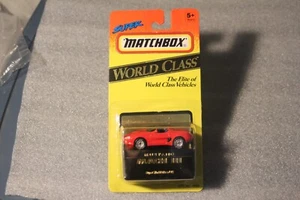 SUPER
MATCHBOX
5+
WORLD CLASS
The Elite of
World Class Vehicles